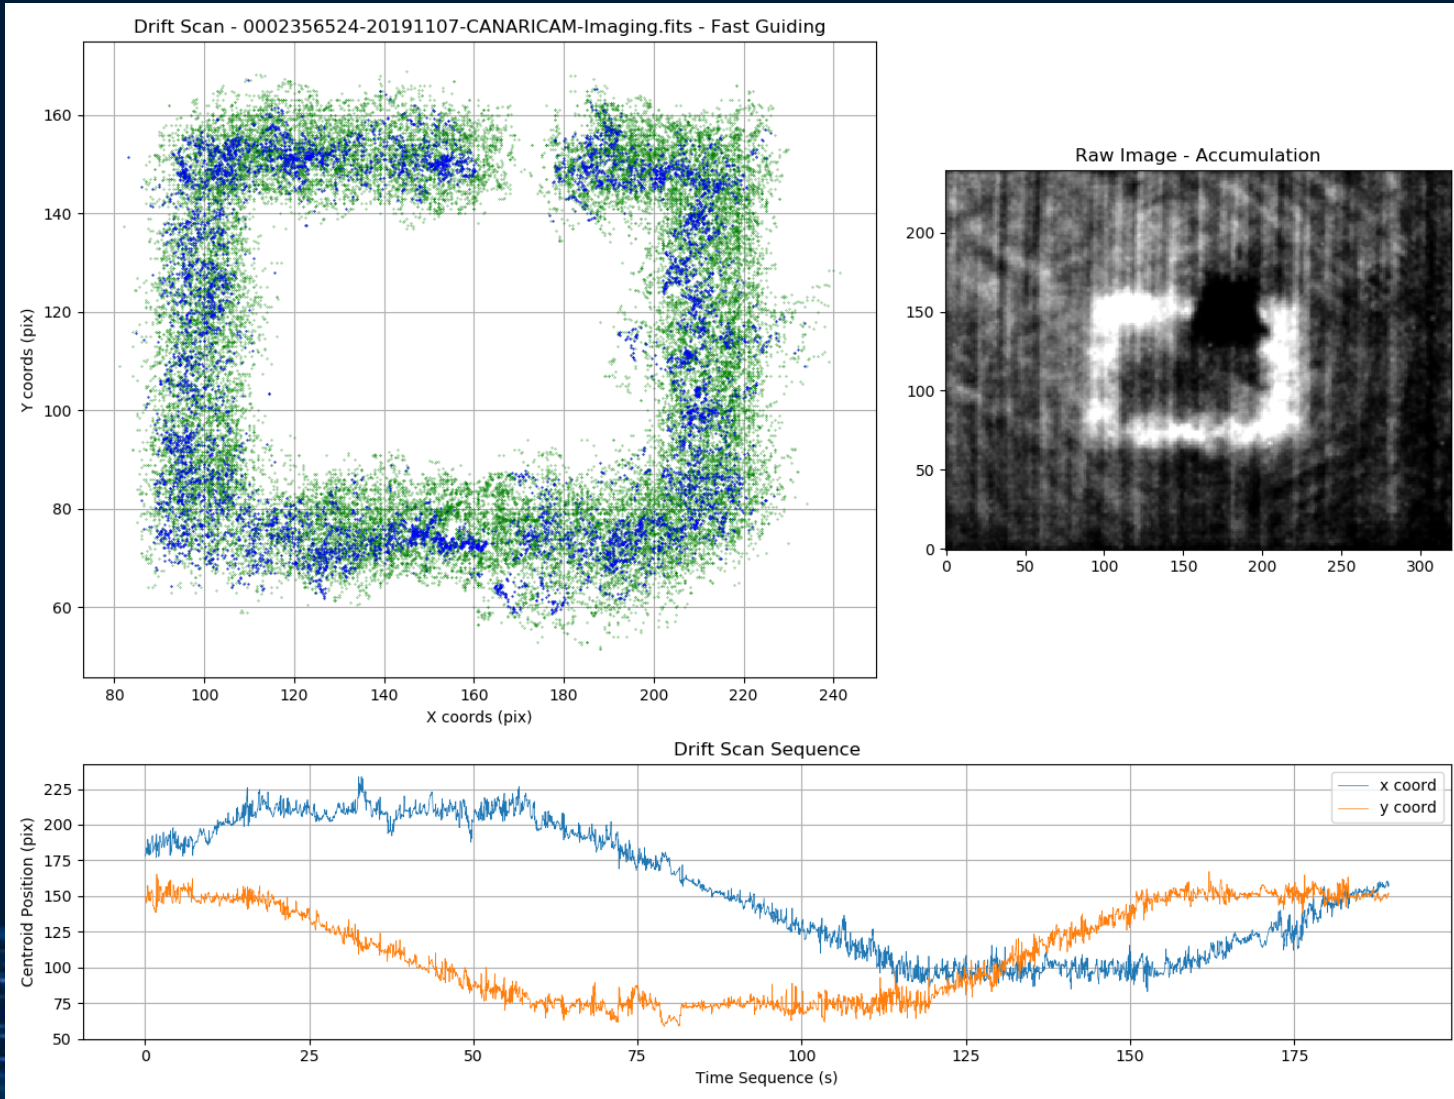 Drift Scan - 0002356524-20191107-CANARICAM-Imaging.fits - Fast Guiding
160
140
120
100
80
60
Y coords (pix)
80 100 120 140 160 180 200 220 240
X coords (pix)
Raw Image - Accumulation
200
150
100
50
0
0 50 100 150 200 250 300
Drift Scan Sequence
225
200
175
150
125
100
75
50
Centroid Position (pix)
x coord
y coord
0 25 50 75 100 125 150 175
Time Sequence (s)